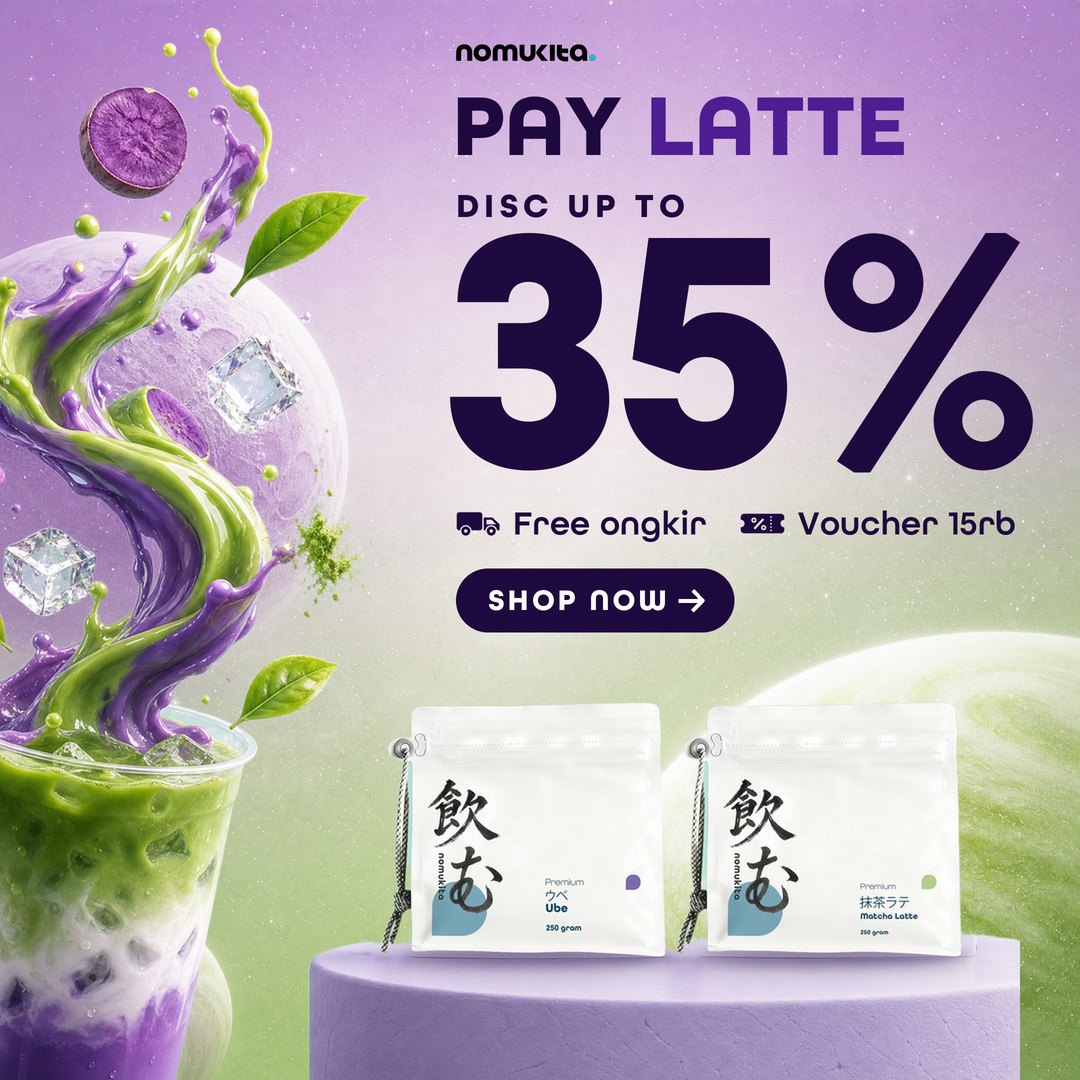 nomukita.
PAY LATTE
DISC UP TO
35%
Free ongkir
Voucher 15rb
SHOP NOW →
飲む
nomukita
Premium
ウベ
Ube
250 gram
飲む
nomukita
Premium
抹茶ラテ
Matcha Latte
250 gram